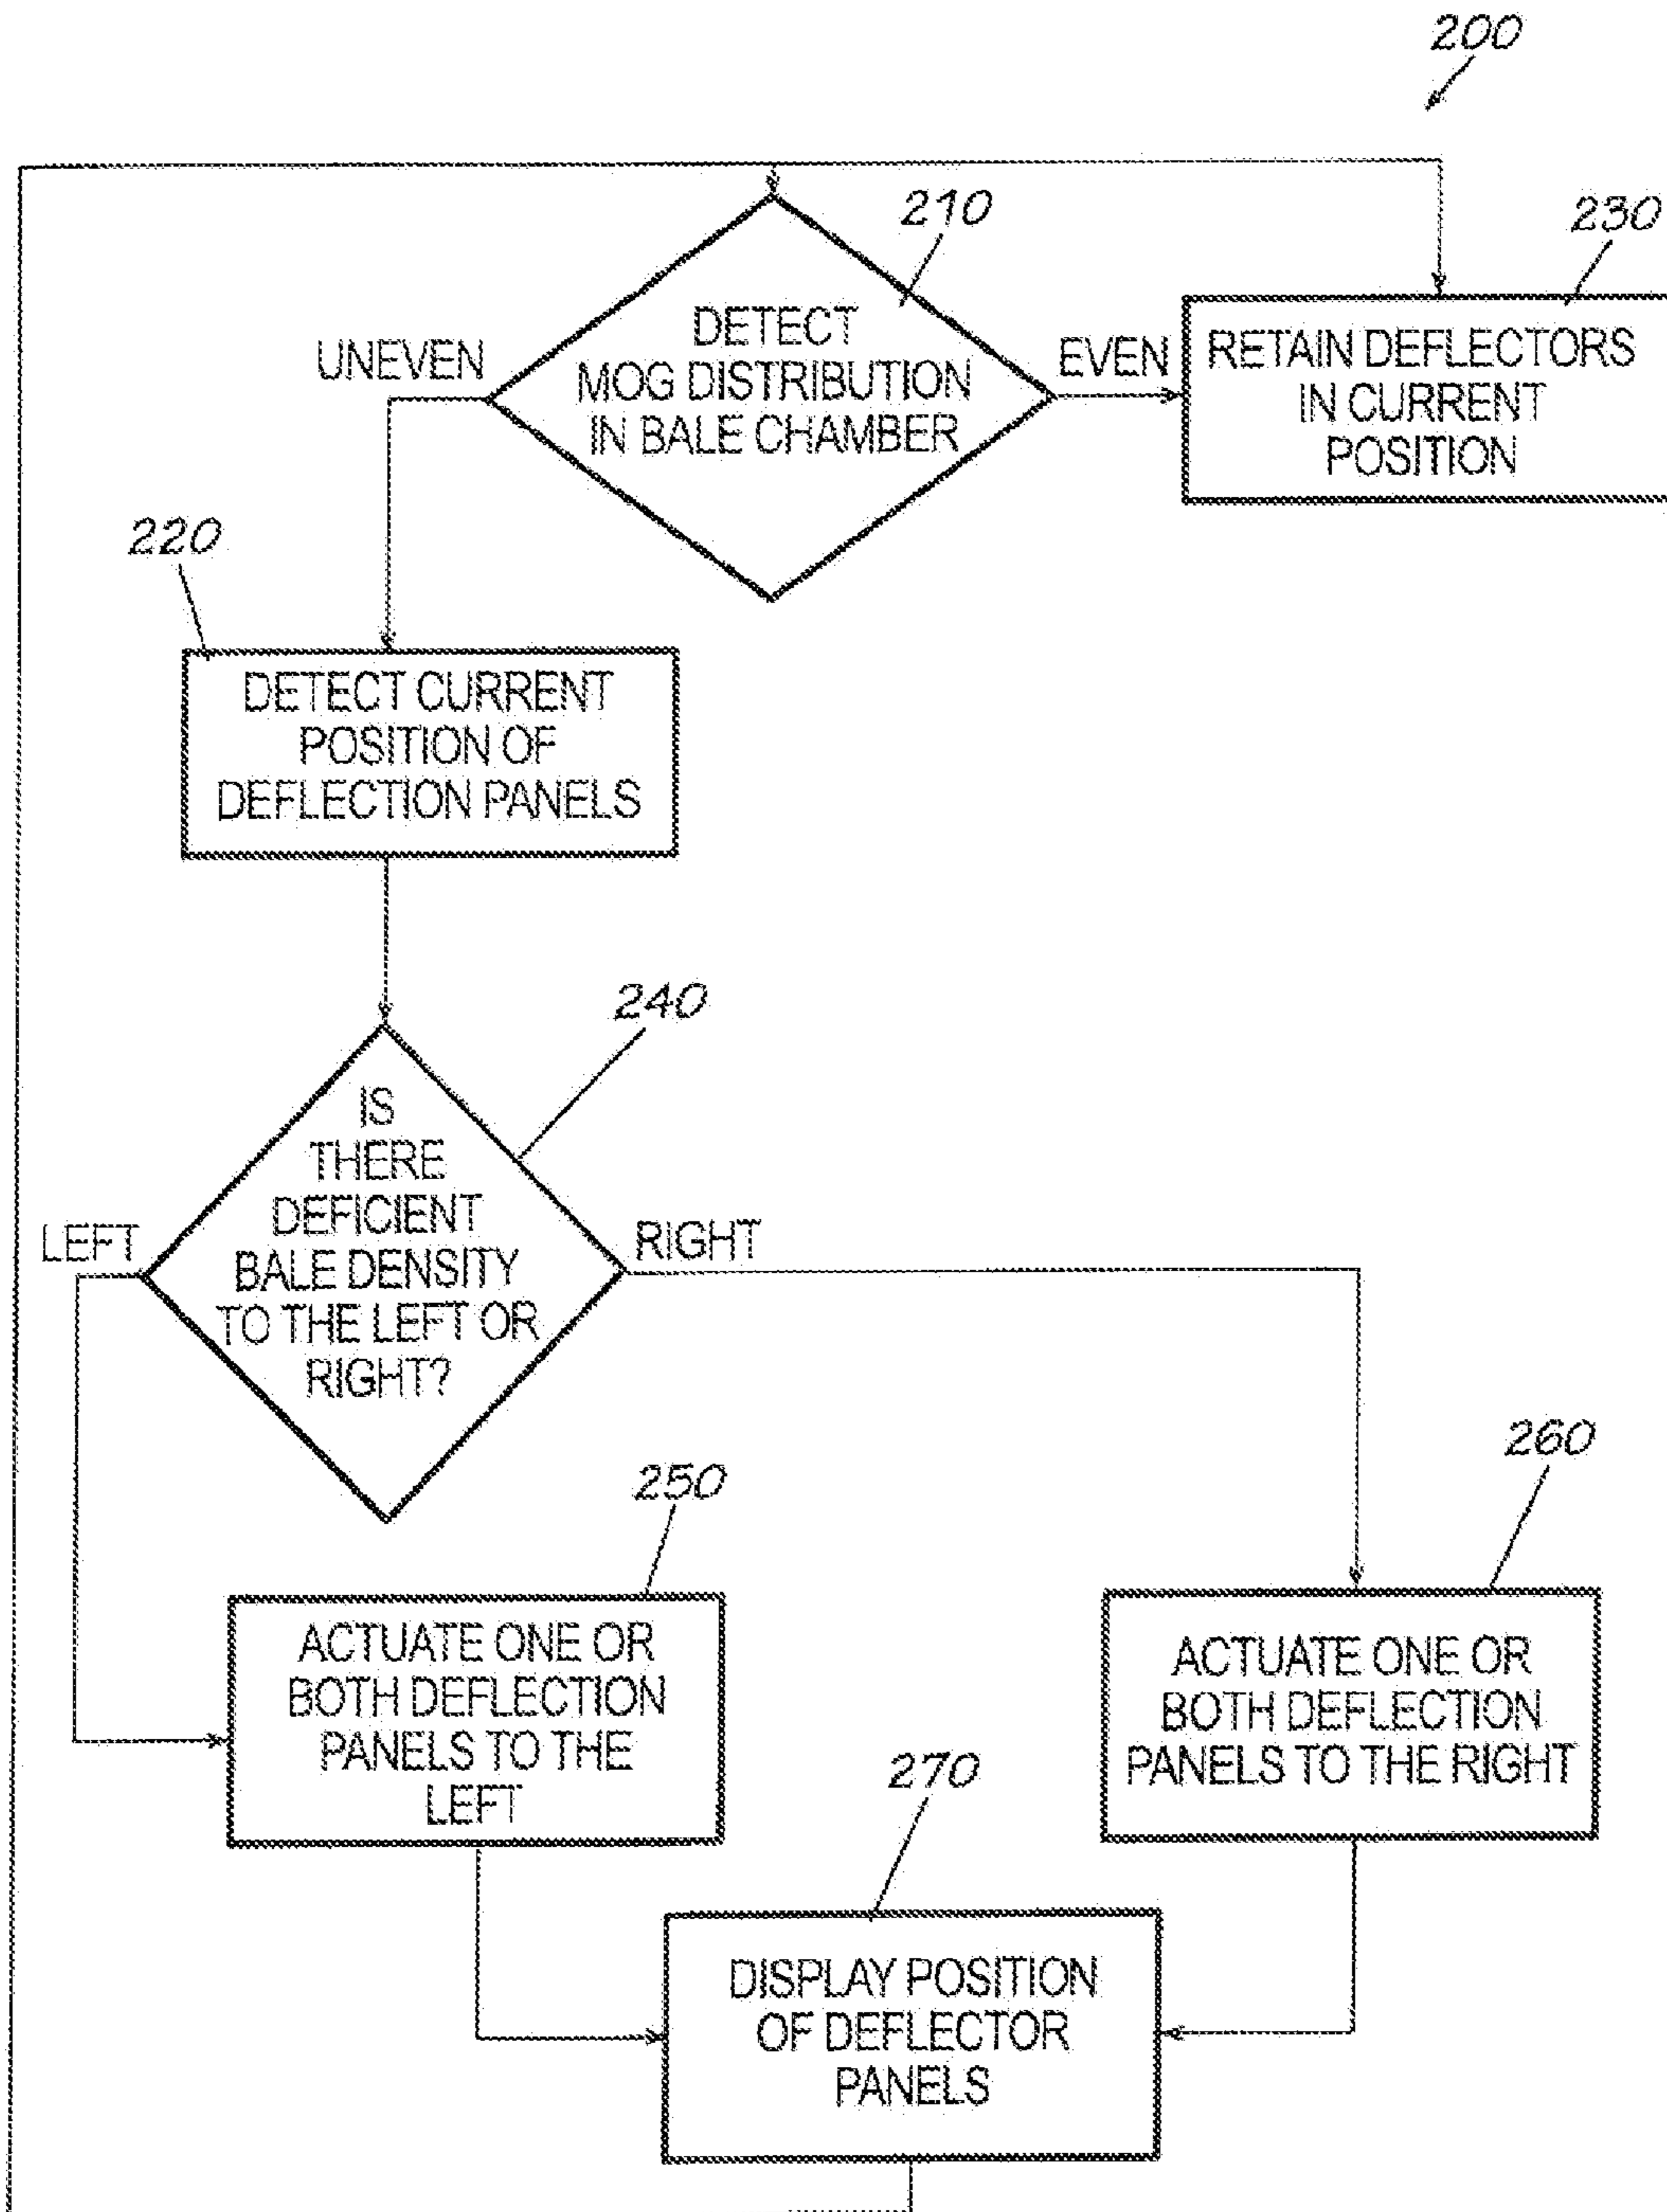 200
210
230
UNEVEN
DETECT
MOG DISTRIBUTION
IN BALE CHAMBER
EVEN
RETAIN DEFLECTORS
IN CURRENT
POSITION
220
DETECT CURRENT
POSITION OF
DEFLECTION PANELS
240
IS
THERE
DEFICIENT
BALE DENSITY
TO THE LEFT OR
RIGHT?
LEFT
RIGHT
250
260
ACTUATE ONE OR
BOTH DEFLECTION
PANELS TO THE
LEFT
ACTUATE ONE OR
BOTH DEFLECTION
PANELS TO THE RIGHT
270
DISPLAY POSITION
OF DEFLECTOR
PANELS